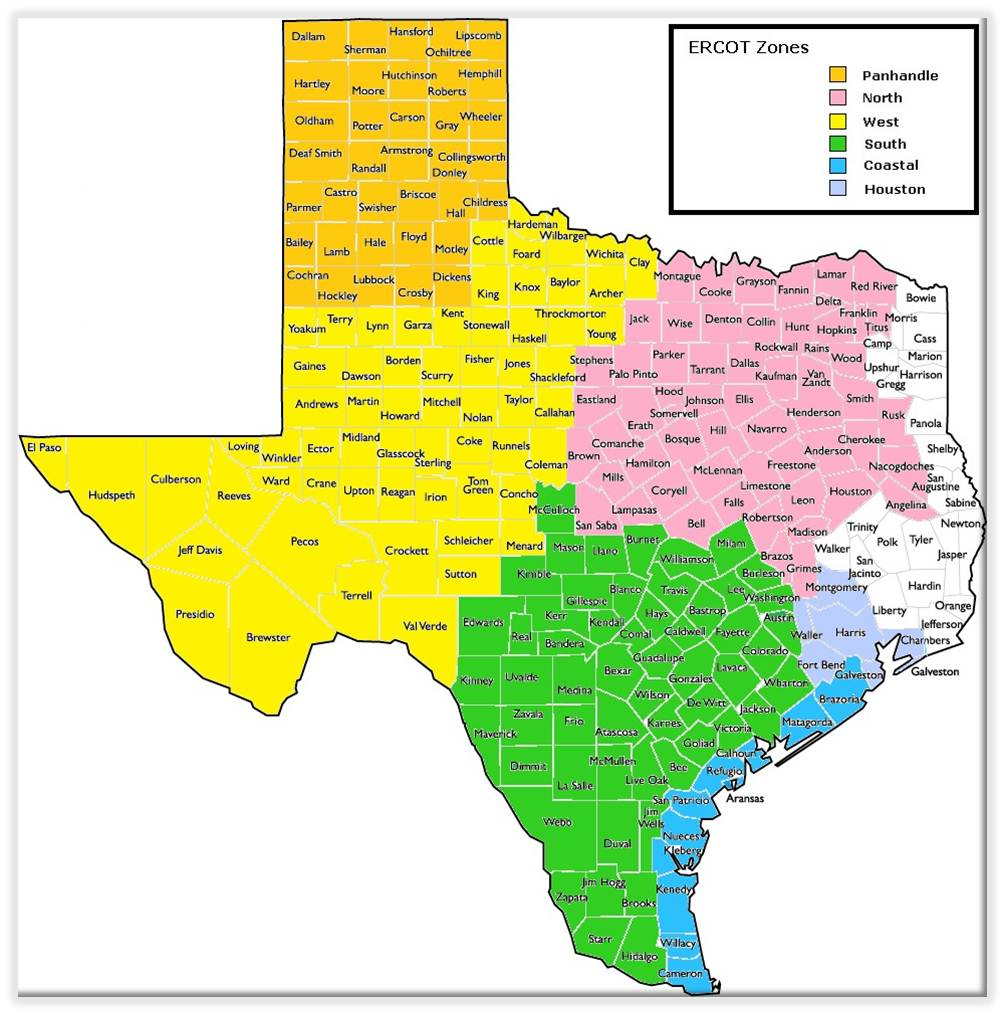 ERCOT Zones
Panhandle
North
West
South
Coastal
Houston
Dallam
Sherman
Hansford
Ochiltree
Lipscomb
Hartley
Moore
Hutchinson
Roberts
Hemphill
Oldham
Potter
Carson
Gray
Wheeler
Deaf Smith
Randall
Armstrong
Donley
Collingsworth
Parmer
Castro
Swisher
Briscoe
Hall
Childress
Bailey
Lamb
Hale
Floyd
Motley
Cottle
Hardeman
Wilbarger
Foard
Wichita
Clay
Cochran
Hockley
Lubbock
Crosby
Dickens
King
Knox
Baylor
Archer
Montague
Cooke
Grayson
Fannin
Lamar
Red River
Delta
Bowie
Yoakum
Terry
Lynn
Garza
Kent
Stonewall
Haskell
Throckmorton
Young
Jack
Wise
Denton
Collin
Hunt
Hopkins
Franklin
Titus
Morris
Camp
Cass
Gaines
Dawson
Borden
Scurry
Fisher
Jones
Shackleford
Stephens
Palo Pinto
Parker
Tarrant
Dallas
Rockwall
Kaufman
Rains
Van
Zandt
Wood
Upshur
Gregg
Marion
Harrison
Andrews
Martin
Howard
Mitchell
Nolan
Taylor
Callahan
Eastland
Erath
Hood
Somervell
Johnson
Ellis
Henderson
Smith
Rusk
Panola
El Paso
Hudspeth
Culberson
Reeves
Loving
Winkler
Ector
Midland
Glasscock
Sterling
Coke
Runnels
Coleman
Brown
Comanche
Bosque
Hill
Navarro
Anderson
Cherokee
Shelby
Ward
Crane
Upton
Reagan
Irion
Tom
Green
Concho
McCulloch
Mills
Hamilton
Coryell
McLennan
Limestone
Freestone
Leon
Houston
Nacogdoches
San
Augustine
Sabine
Angelina
Newton
Jeff Davis
Pecos
Crockett
Schleicher
Menard
Mason
San Saba
Llano
Lampasas
Burnet
Bell
Falls
Milam
Robertson
Madison
Brazos
Grimes
Walker
Trinity
Polk
Tyler
Jasper
San
Jacinto
Presidio
Brewster
Terrell
Val Verde
Sutton
Kimble
Gillespie
Blanco
Williamson
Travis
Burleson
Lee
Washington
Montgomery
Hardin
Liberty
Orange
Jefferson
Chambers
Edwards
Real
Kerr
Bandera
Kendall
Comal
Hays
Caldwell
Bastrop
Fayette
Austin
Waller
Harris
Colorado
Fort Bend
Galveston
Galveston
Brazoria
Kinney
Uvalde
Medina
Bexar
Guadalupe
Wilson
Gonzales
Lavaca
Wharton
Matagorda
Maverick
Zavala
Frio
Atascosa
Karnes
De Witt
Jackson
Victoria
Goliad
Calhoun
Dimmit
La Salle
McMullen
Live Oak
Bee
Refugio
Aransas
San Patricio
Webb
Duval
Jim
Wells
Nueces
Kleberg
Zapata
Jim Hogg
Brooks
Kenedy
Starr
Hidalgo
Willacy
Cameron